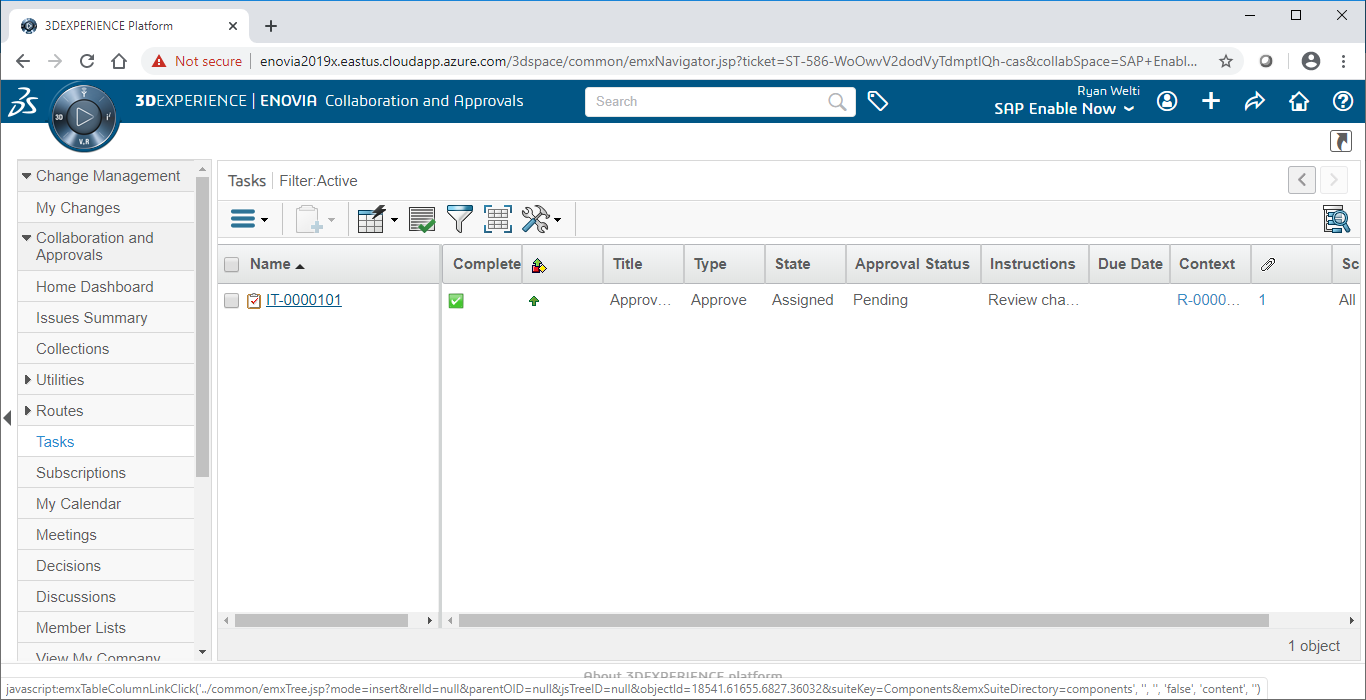 3DEXPERIENCE Platform
Not secure
enovia2019x.eastus.cloudapp.azure.com/3dspace/common/emxNavigator.jsp?ticket=ST-586-WoOwvV2dodVyTdmptIQh-cas&collabSpace=SAP+Enabl...
3DEXPERIENCE | ENOVIA Collaboration and Approvals
Search
Ryan Welti
SAP Enable Now
3D
i²
V.R
Change Management
My Changes
Collaboration and
Approvals
Home Dashboard
Issues Summary
Collections
Utilities
Routes
Tasks
Subscriptions
My Calendar
Meetings
Decisions
Discussions
Member Lists
View My Company
Tasks Filter:Active
Name Complete Title Type State Approval Status Instructions Due Date Context Sc
IT-0000101 Approv... Approve Assigned Pending Review cha... R-0000... 1 All
1 object
About 3DEXPERIENCE platform
javascript:emxTableColumnLinkClick('../common/emxTree.jsp?mode=insert&relId=null&parentOID=null&jsTreeID=null&objectId=18541.61655.6827.36032&suiteKey=Components&emxSuiteDirectory=components', '', '', 'false', 'content', '')